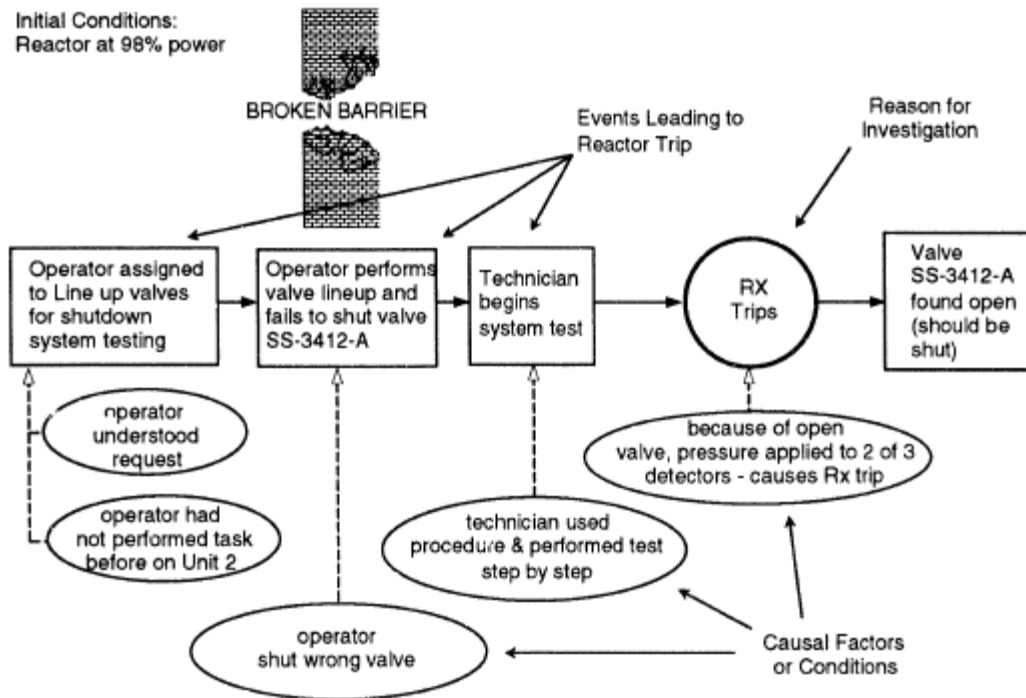 Initial Conditions:
Reactor at 98% power
BROKEN BARRIER
Events Leading to
Reactor Trip
Reason for
Investigation
Operator assigned
to Line up valves
for shutdown
system testing
Operator performs
valve lineup and
fails to shut valve
SS-3412-A
Technician
begins
system test
RX
Trips
Valve
SS-3412-A
found open
(should be
shut)
operator
understood
request
operator had
not performed task
before on Unit 2
operator
shut wrong valve
technician used
procedure & performed test
step by step
because of open
valve, pressure applied to 2 of 3
detectors - causes Rx trip
Causal Factors
or Conditions